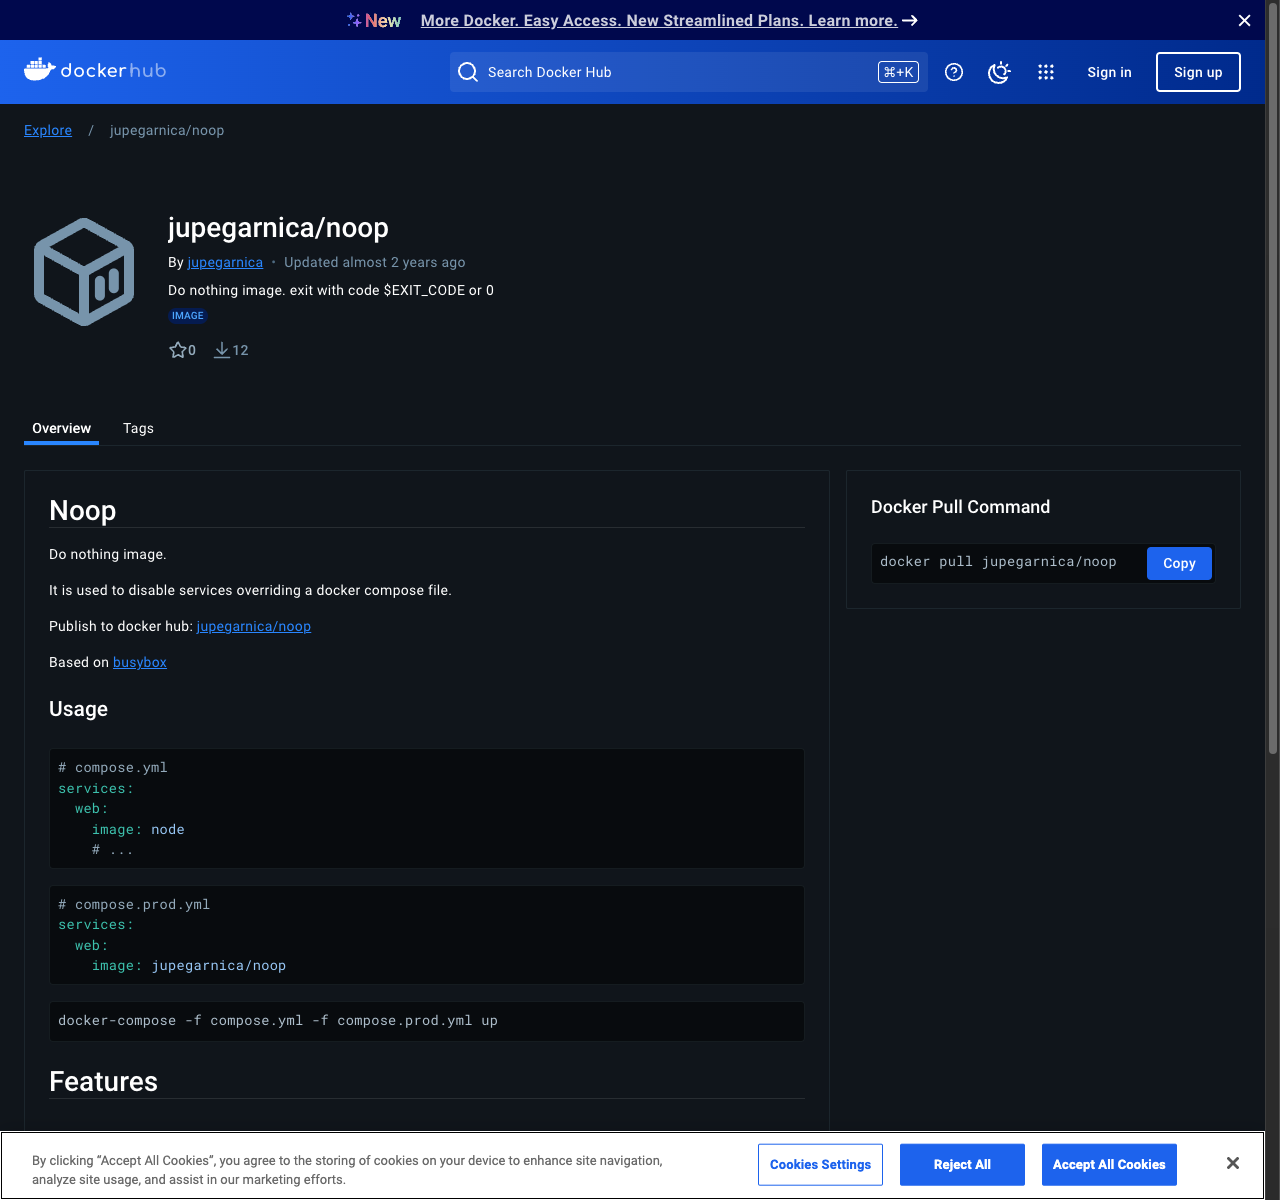 New More Docker. Easy Access. New Streamlined Plans. Learn more.
dockerhub
Search Docker Hub
⌘+K
Sign in
Sign up
Explore / jupegarnica/noop
jupegarnica/noop
By jupegarnica • Updated almost 2 years ago
Do nothing image. exit with code $EXIT_CODE or 0
IMAGE
0 12
Overview Tags
Noop
Do nothing image.
It is used to disable services overriding a docker compose file.
Publish to docker hub: jupegarnica/noop
Based on busybox
Usage
# compose.yml
services:
  web:
    image: node
    # ...
# compose.prod.yml
services:
  web:
    image: jupegarnica/noop
docker-compose -f compose.yml -f compose.prod.yml up
Features
Docker Pull Command
docker pull jupegarnica/noop
Copy
By clicking “Accept All Cookies”, you agree to the storing of cookies on your device to enhance site navigation,
analyze site usage, and assist in our marketing efforts.
Cookies Settings
Reject All
Accept All Cookies